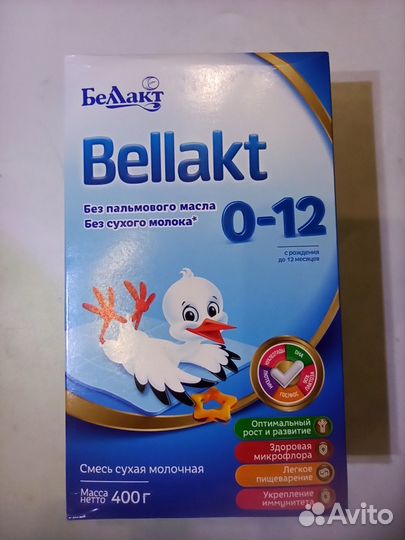 Беллакт
Bellakt
Без пальмового масла
Без сухого молока*
0-12
с рождения
до 12 месяцев
Оптимальный
рост и развитие
Здоровая
микрофлора
Легкое
пищеварение
Укрепление
иммунитета
Смесь сухая молочная
Масса
нетто 400 г
Avito